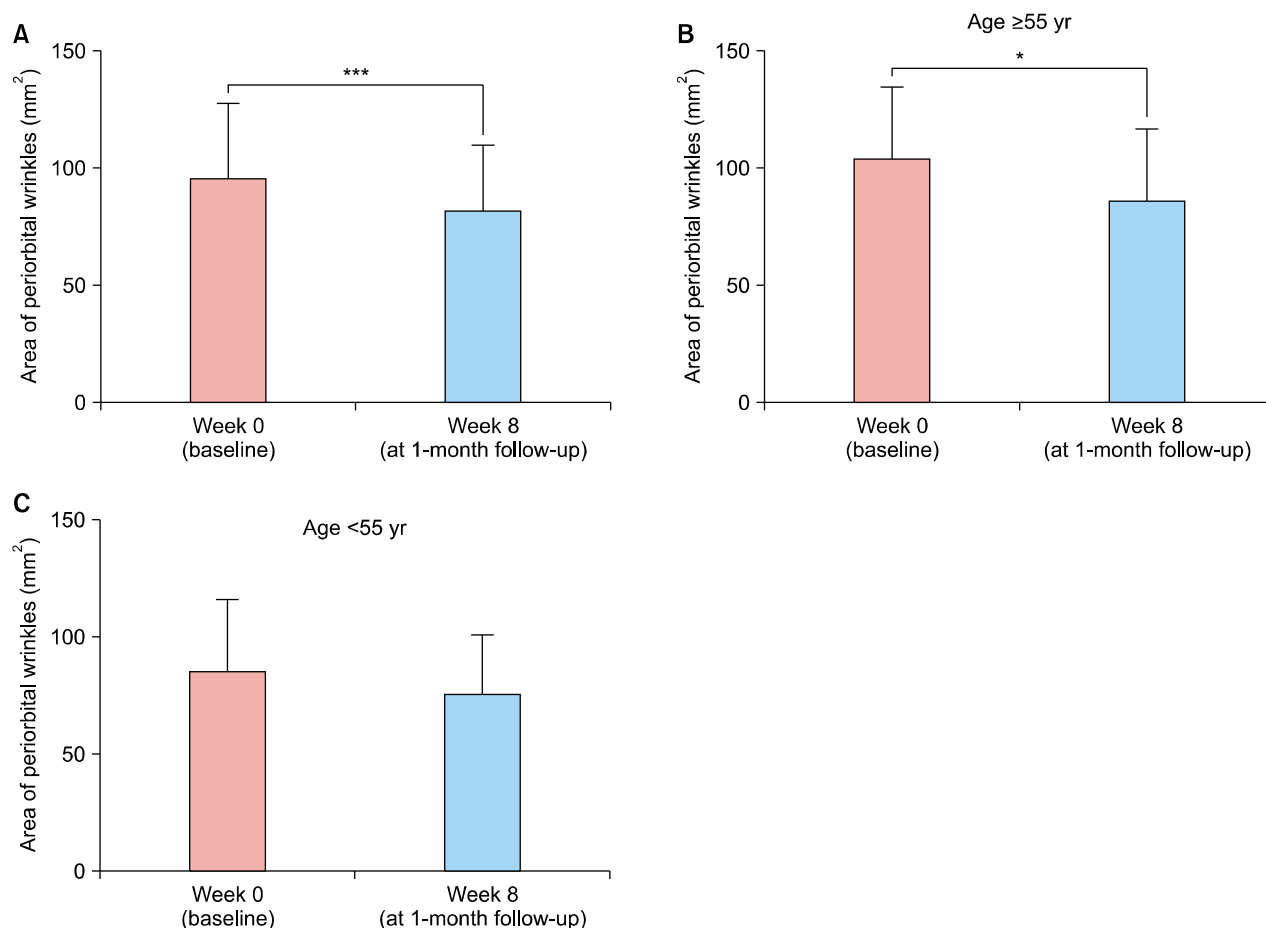 A
150
100
50
0
Area of periorbital wrinkles (mm²)
***
Week 0
(baseline)
Week 8
(at 1-month follow-up)
B
Age ≥55 yr
150
100
50
0
Area of periorbital wrinkles (mm²)
*
Week 0
(baseline)
Week 8
(at 1-month follow-up)
C
Age <55 yr
150
100
50
0
Area of periorbital wrinkles (mm²)
Week 0
(baseline)
Week 8
(at 1-month follow-up)